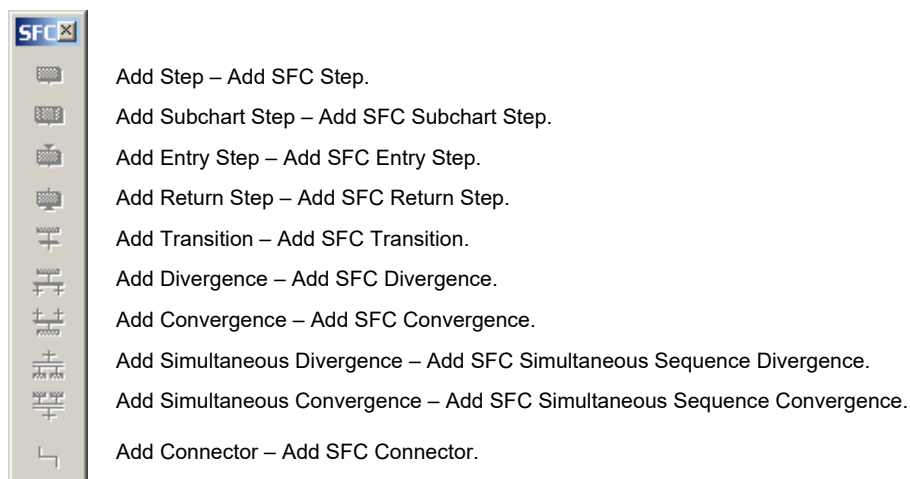 SFC
Add Step – Add SFC Step.
Add Subchart Step – Add SFC Subchart Step.
Add Entry Step – Add SFC Entry Step.
Add Return Step – Add SFC Return Step.
Add Transition – Add SFC Transition.
Add Divergence – Add SFC Divergence.
Add Convergence – Add SFC Convergence.
Add Simultaneous Divergence – Add SFC Simultaneous Sequence Divergence.
Add Simultaneous Convergence – Add SFC Simultaneous Sequence Convergence.
Add Connector – Add SFC Connector.